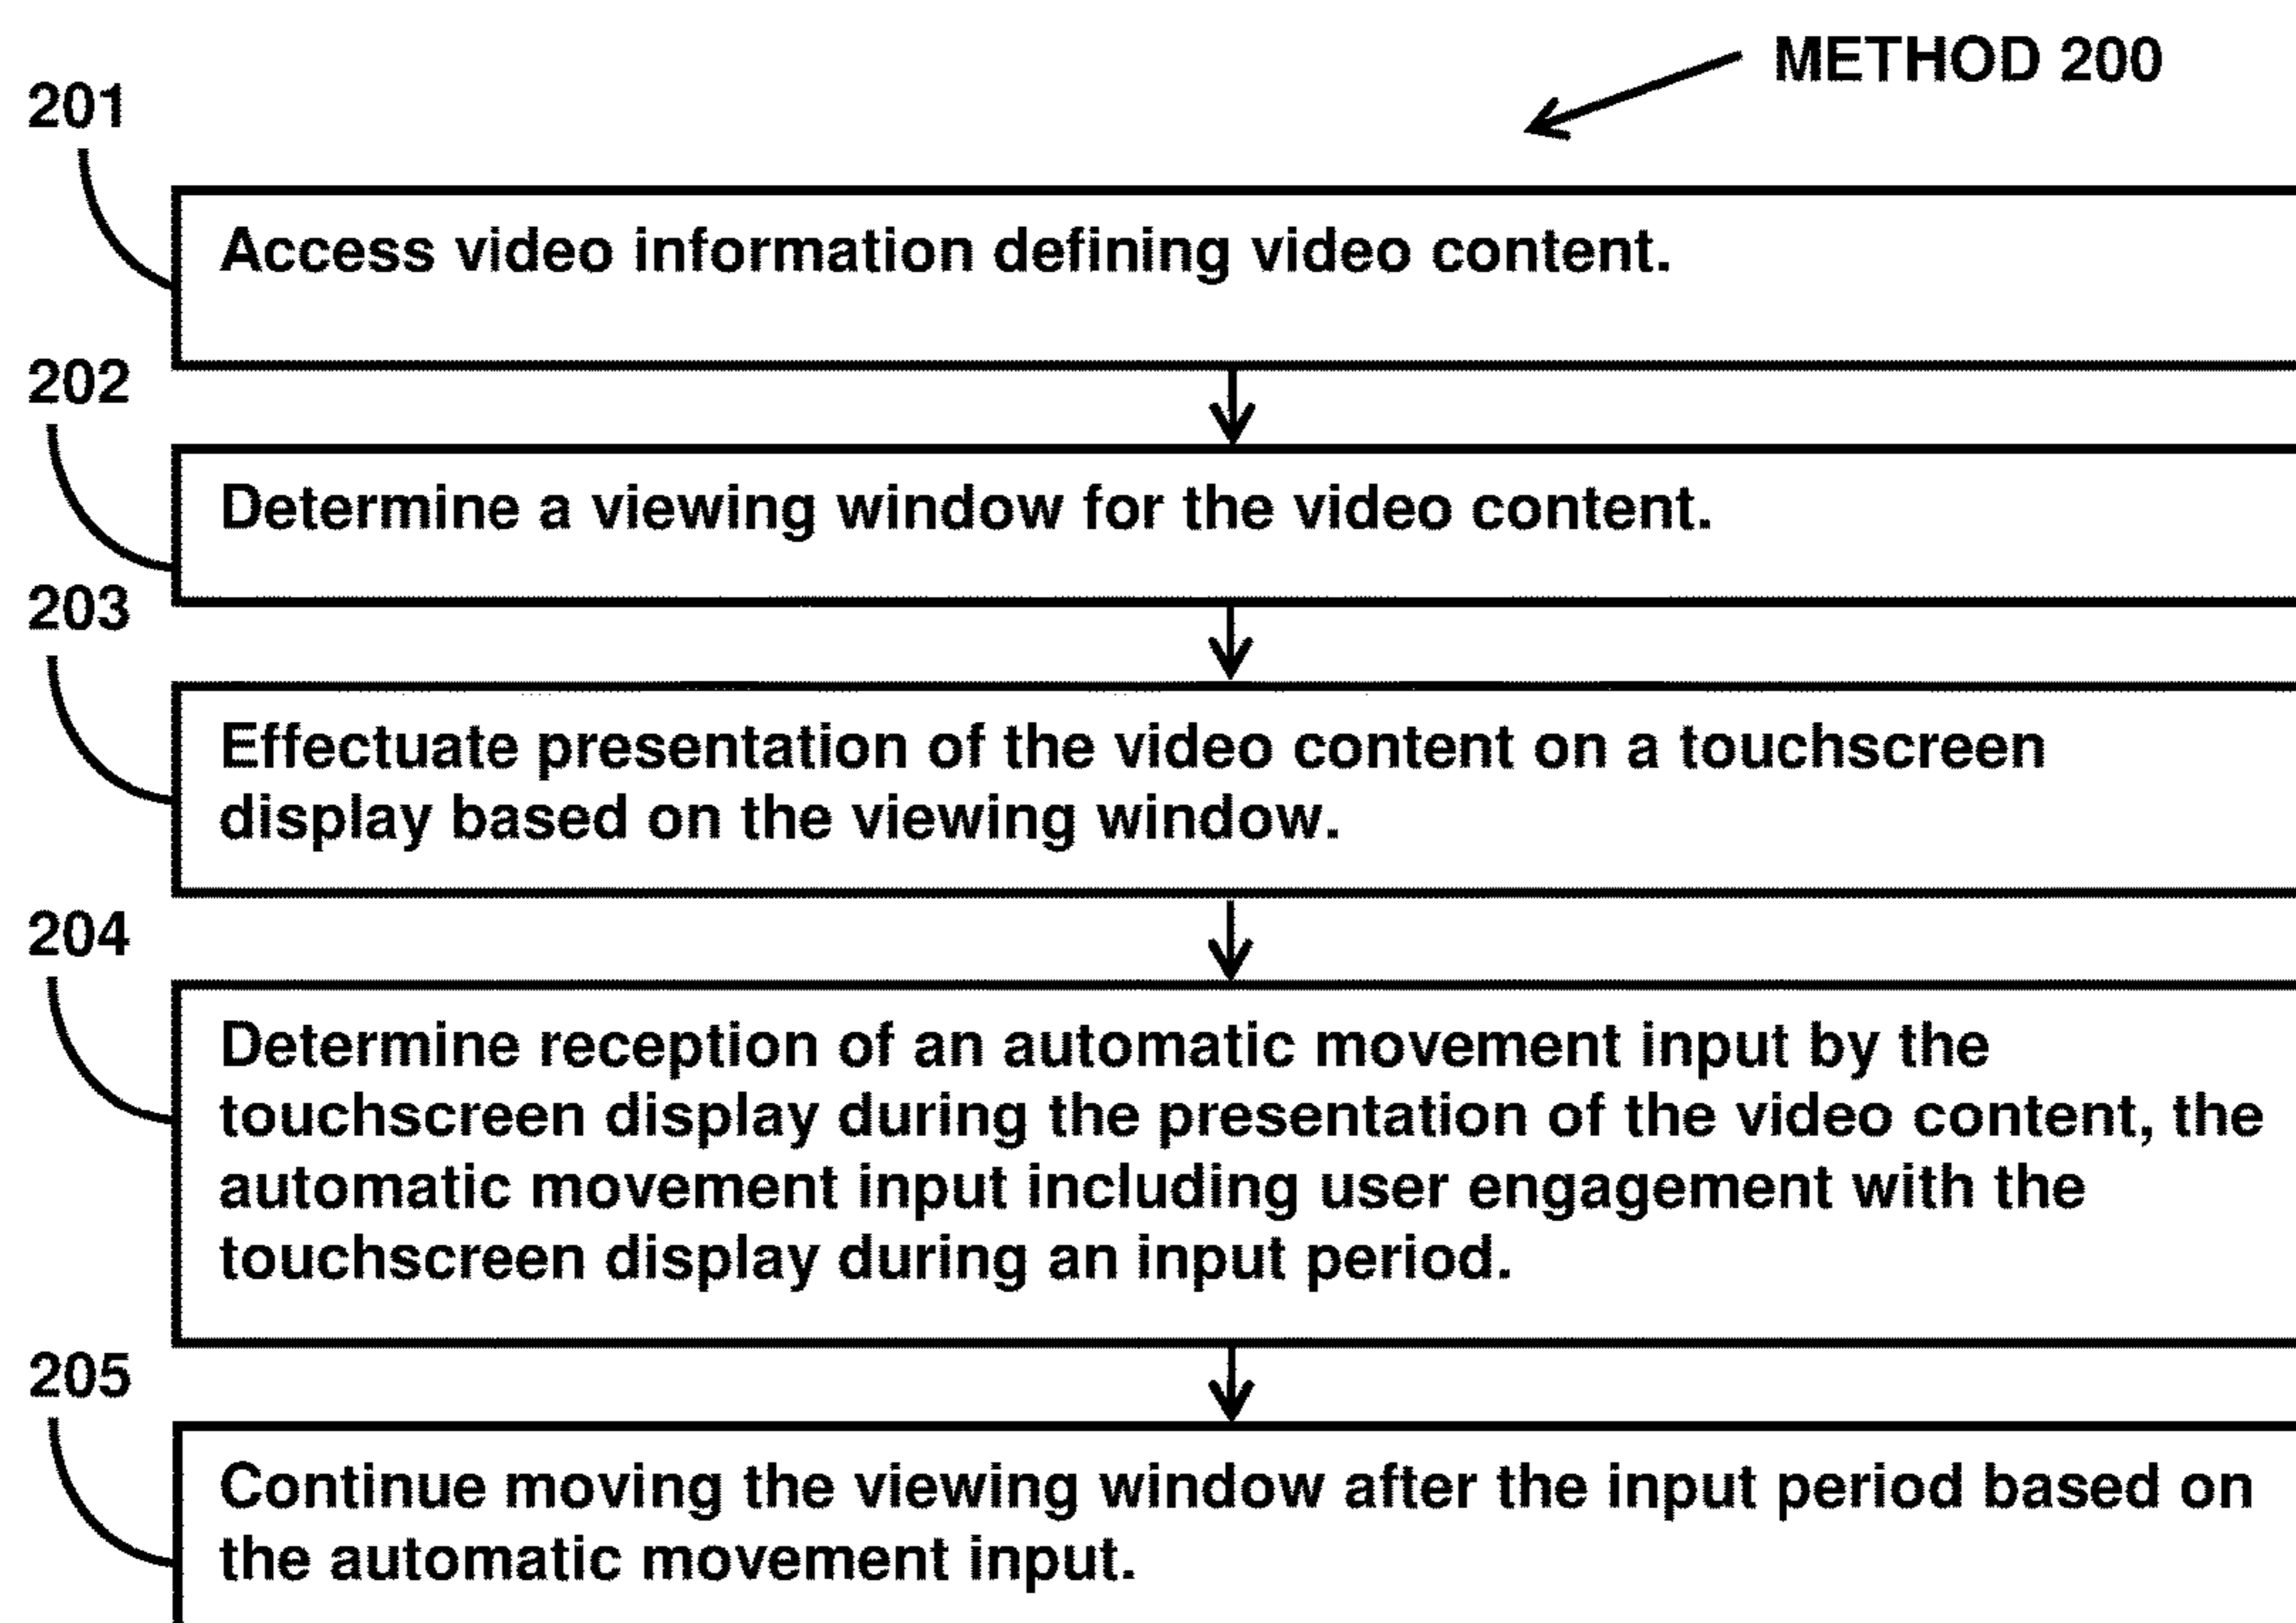 METHOD 200
201
Access video information defining video content.
202
Determine a viewing window for the video content.
203
Effectuate presentation of the video content on a touchscreen
display based on the viewing window.
204
Determine reception of an automatic movement input by the
touchscreen display during the presentation of the video content, the
automatic movement input including user engagement with the
touchscreen display during an input period.
205
Continue moving the viewing window after the input period based on
the automatic movement input.